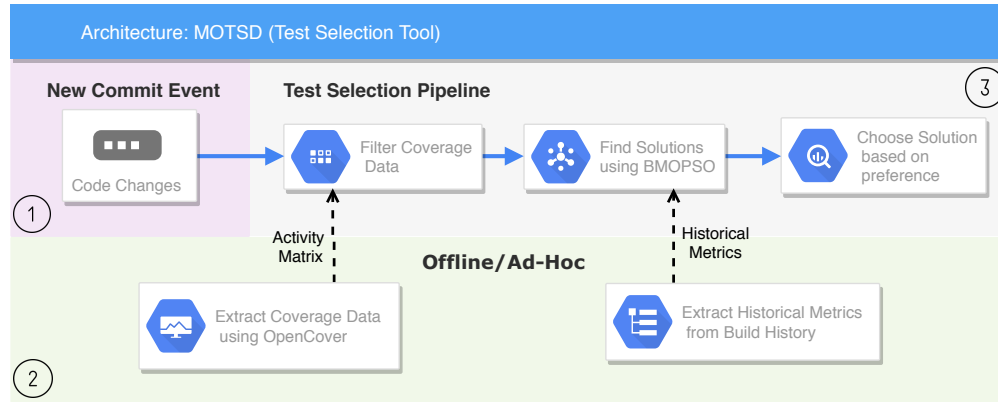 Architecture: MOTSD (Test Selection Tool)
New Commit Event
Test Selection Pipeline
3
Code Changes
Filter Coverage
Data
Find Solutions
using BMOPSO
Choose Solution
based on
preference
1
Activity
Matrix
Historical
Metrics
Offline/Ad-Hoc
Extract Coverage Data
using OpenCover
Extract Historical Metrics
from Build History
2